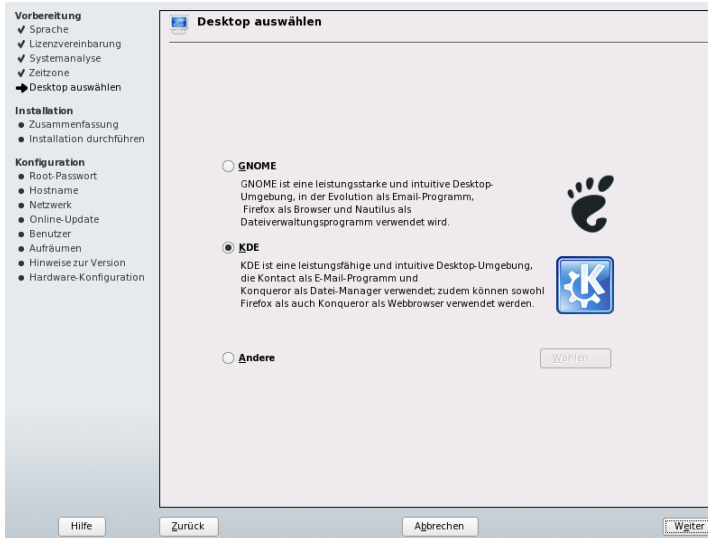 Vorbereitung
Sprache
Lizenzvereinbarung
Systemanalyse
Zeitzone
Desktop auswählen
Installation
Zusammenfassung
Installation durchführen
Konfiguration
Root-Passwort
Hostname
Netzwerk
Online-Update
Benutzer
Aufräumen
Hinweise zur Version
Hardware-Konfiguration
Desktop auswählen
GNOME
GNOME ist eine leistungsstarke und intuitive Desktop-
Umgebung, in der Evolution als Email-Programm,
Firefox als Browser und Nautilus als
Dateiverwaltungsprogramm verwendet wird.
KDE
KDE ist eine leistungsfähige und intuitive Desktop-Umgebung,
die Kontact als E-Mail-Programm und
Konqueror als Datei-Manager verwendet; zudem können sowohl
Firefox als auch Konqueror als Webbrowser verwendet werden.
K
Andere
Wählen...
Hilfe
Zurück
Abbrechen
Weiter